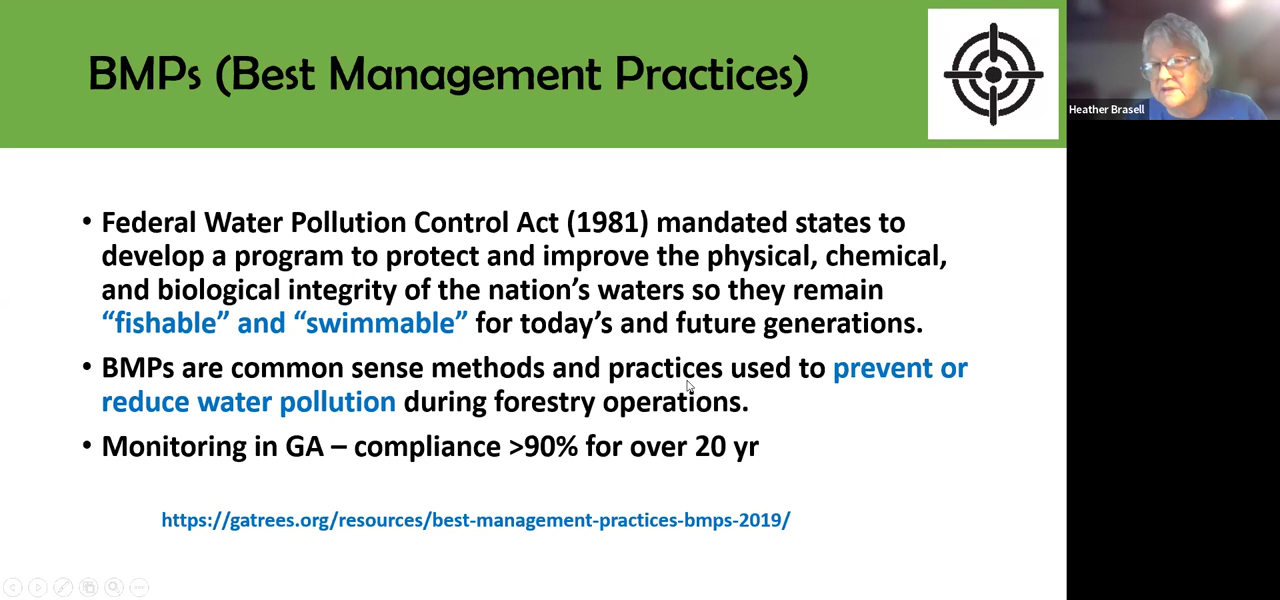 BMPs (Best Management Practices)
Heather Brasell
• Federal Water Pollution Control Act (1981) mandated states to
develop a program to protect and improve the physical, chemical,
and biological integrity of the nation’s waters so they remain
“fishable” and “swimmable” for today’s and future generations.
• BMPs are common sense methods and practices used to prevent or
reduce water pollution during forestry operations.
• Monitoring in GA – compliance >90% for over 20 yr
https://gatrees.org/resources/best-management-practices-bmps-2019/